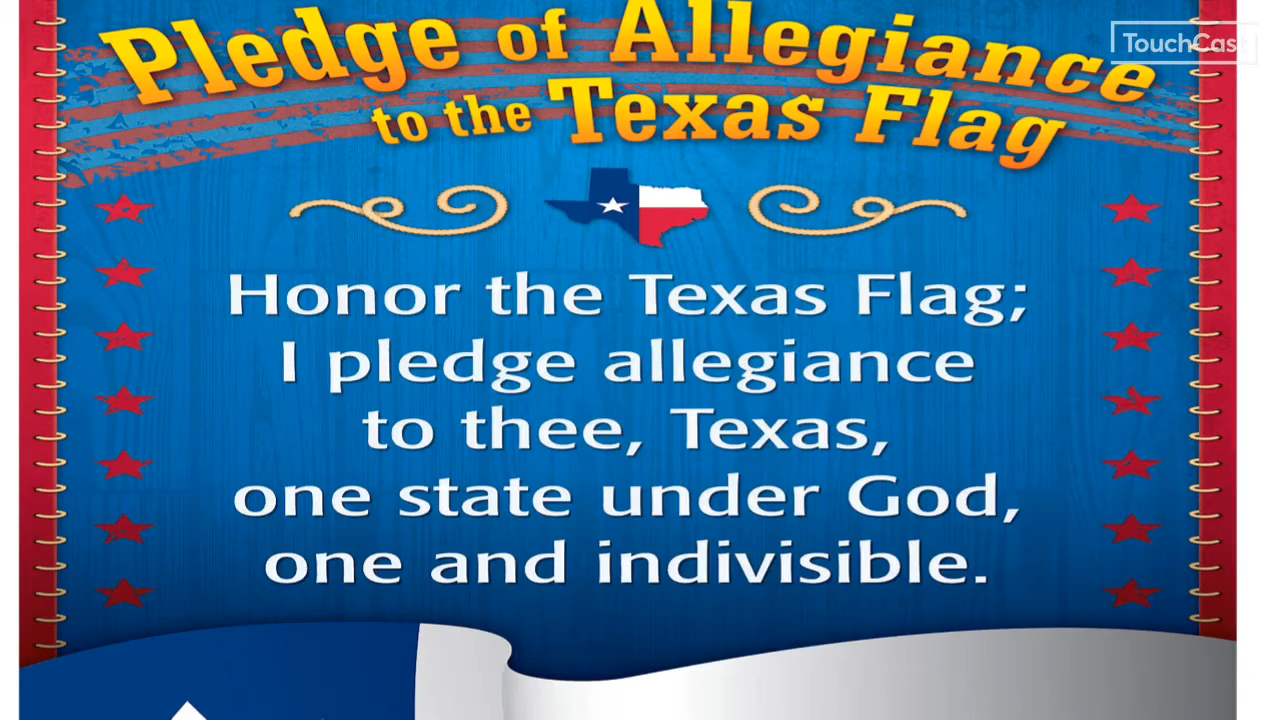 Pledge of Allegiance
to the Texas Flag
TouchCast
Honor the Texas Flag;
I pledge allegiance
to thee, Texas,
one state under God,
one and indivisible.